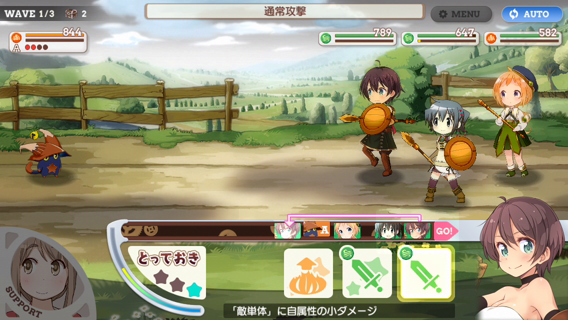 WAVE 1/3 2
通常攻撃
MENU
AUTO
844
A
789
647
582
A
GO!
とっておき
SUPPORT
「敵単体」に自属性の小ダメージ